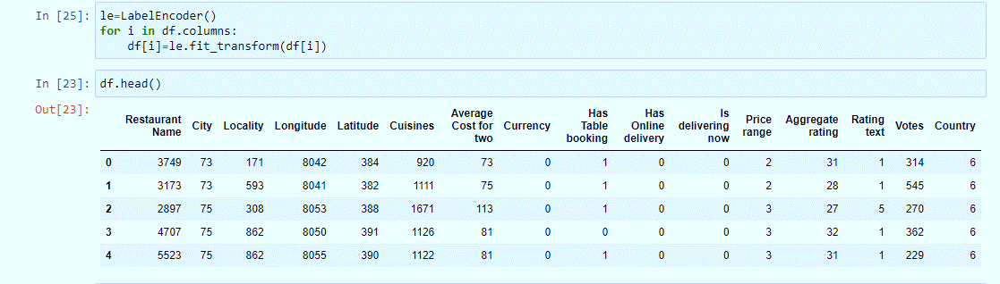 In [25]: le=LabelEncoder()
for i in df.columns:
    df[i]=le.fit_transform(df[i])
In [23]: df.head()
Out[23]:
Restaurant Name City Locality Longitude Latitude Cuisines Average Cost for two Currency Has Table booking Has Online delivery Is delivering now Price range Aggregate rating Rating text Votes Country
0 3749 73 171 8042 384 920 73 0 1 0 0 2 31 1 314 6
1 3173 73 593 8041 382 1111 75 0 1 0 0 2 28 1 545 6
2 2897 75 308 8053 388 1671 113 0 1 0 0 3 27 5 270 6
3 4707 75 862 8050 391 1126 81 0 0 0 0 3 32 1 362 6
4 5523 75 862 8055 390 1122 81 0 1 0 0 3 31 1 229 6